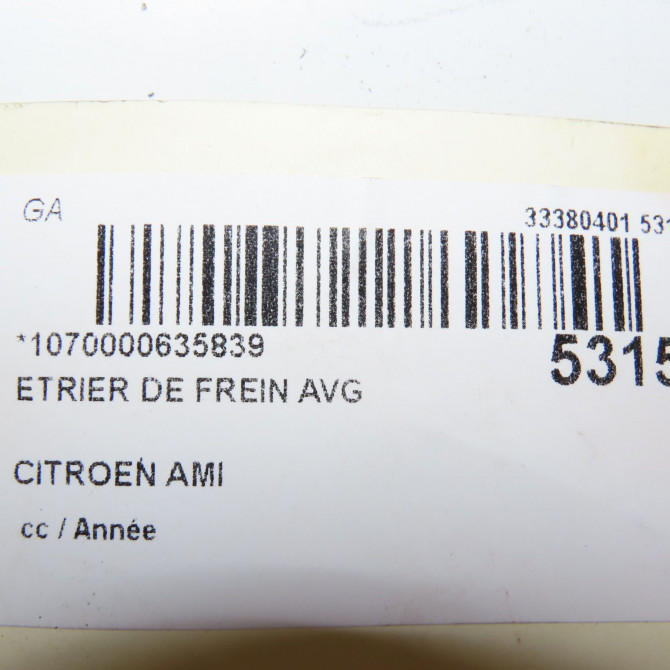 GA
33380401 531
*1070000635839
5315
ETRIER DE FREIN AVG
CITROEN AMI
cc / Année